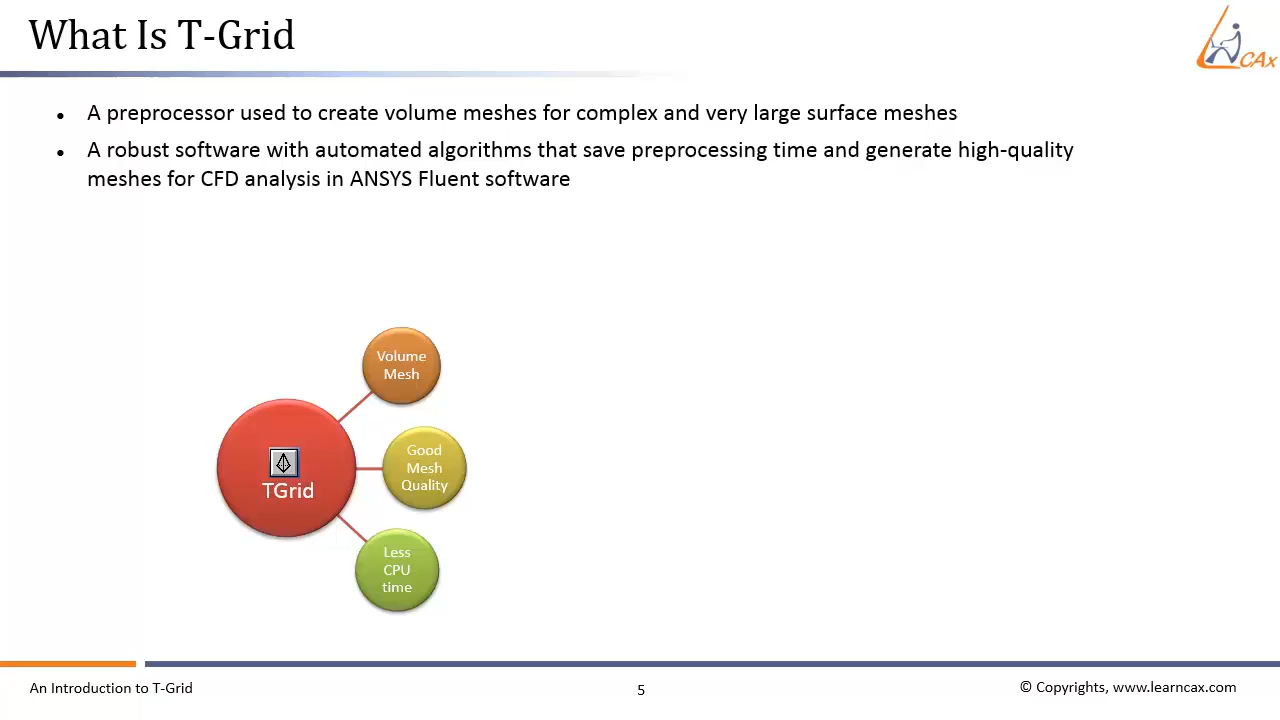 What Is T-Grid
CAx
• A preprocessor used to create volume meshes for complex and very large surface meshes
• A robust software with automated algorithms that save preprocessing time and generate high-quality
meshes for CFD analysis in ANSYS Fluent software
Volume
Mesh
Good
Mesh
Quality
TGrid
Less
CPU
time
An Introduction to T-Grid
5
© Copyrights, www.learncax.com